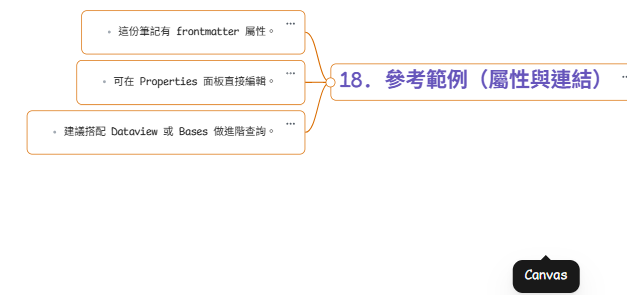 • 這份筆記有 frontmatter 屬性。
• 可在 Properties 面板直接編輯。
• 建議搭配 Dataview 或 Bases 做進階查詢。
18. 參考範例（屬性與連結）
Canvas